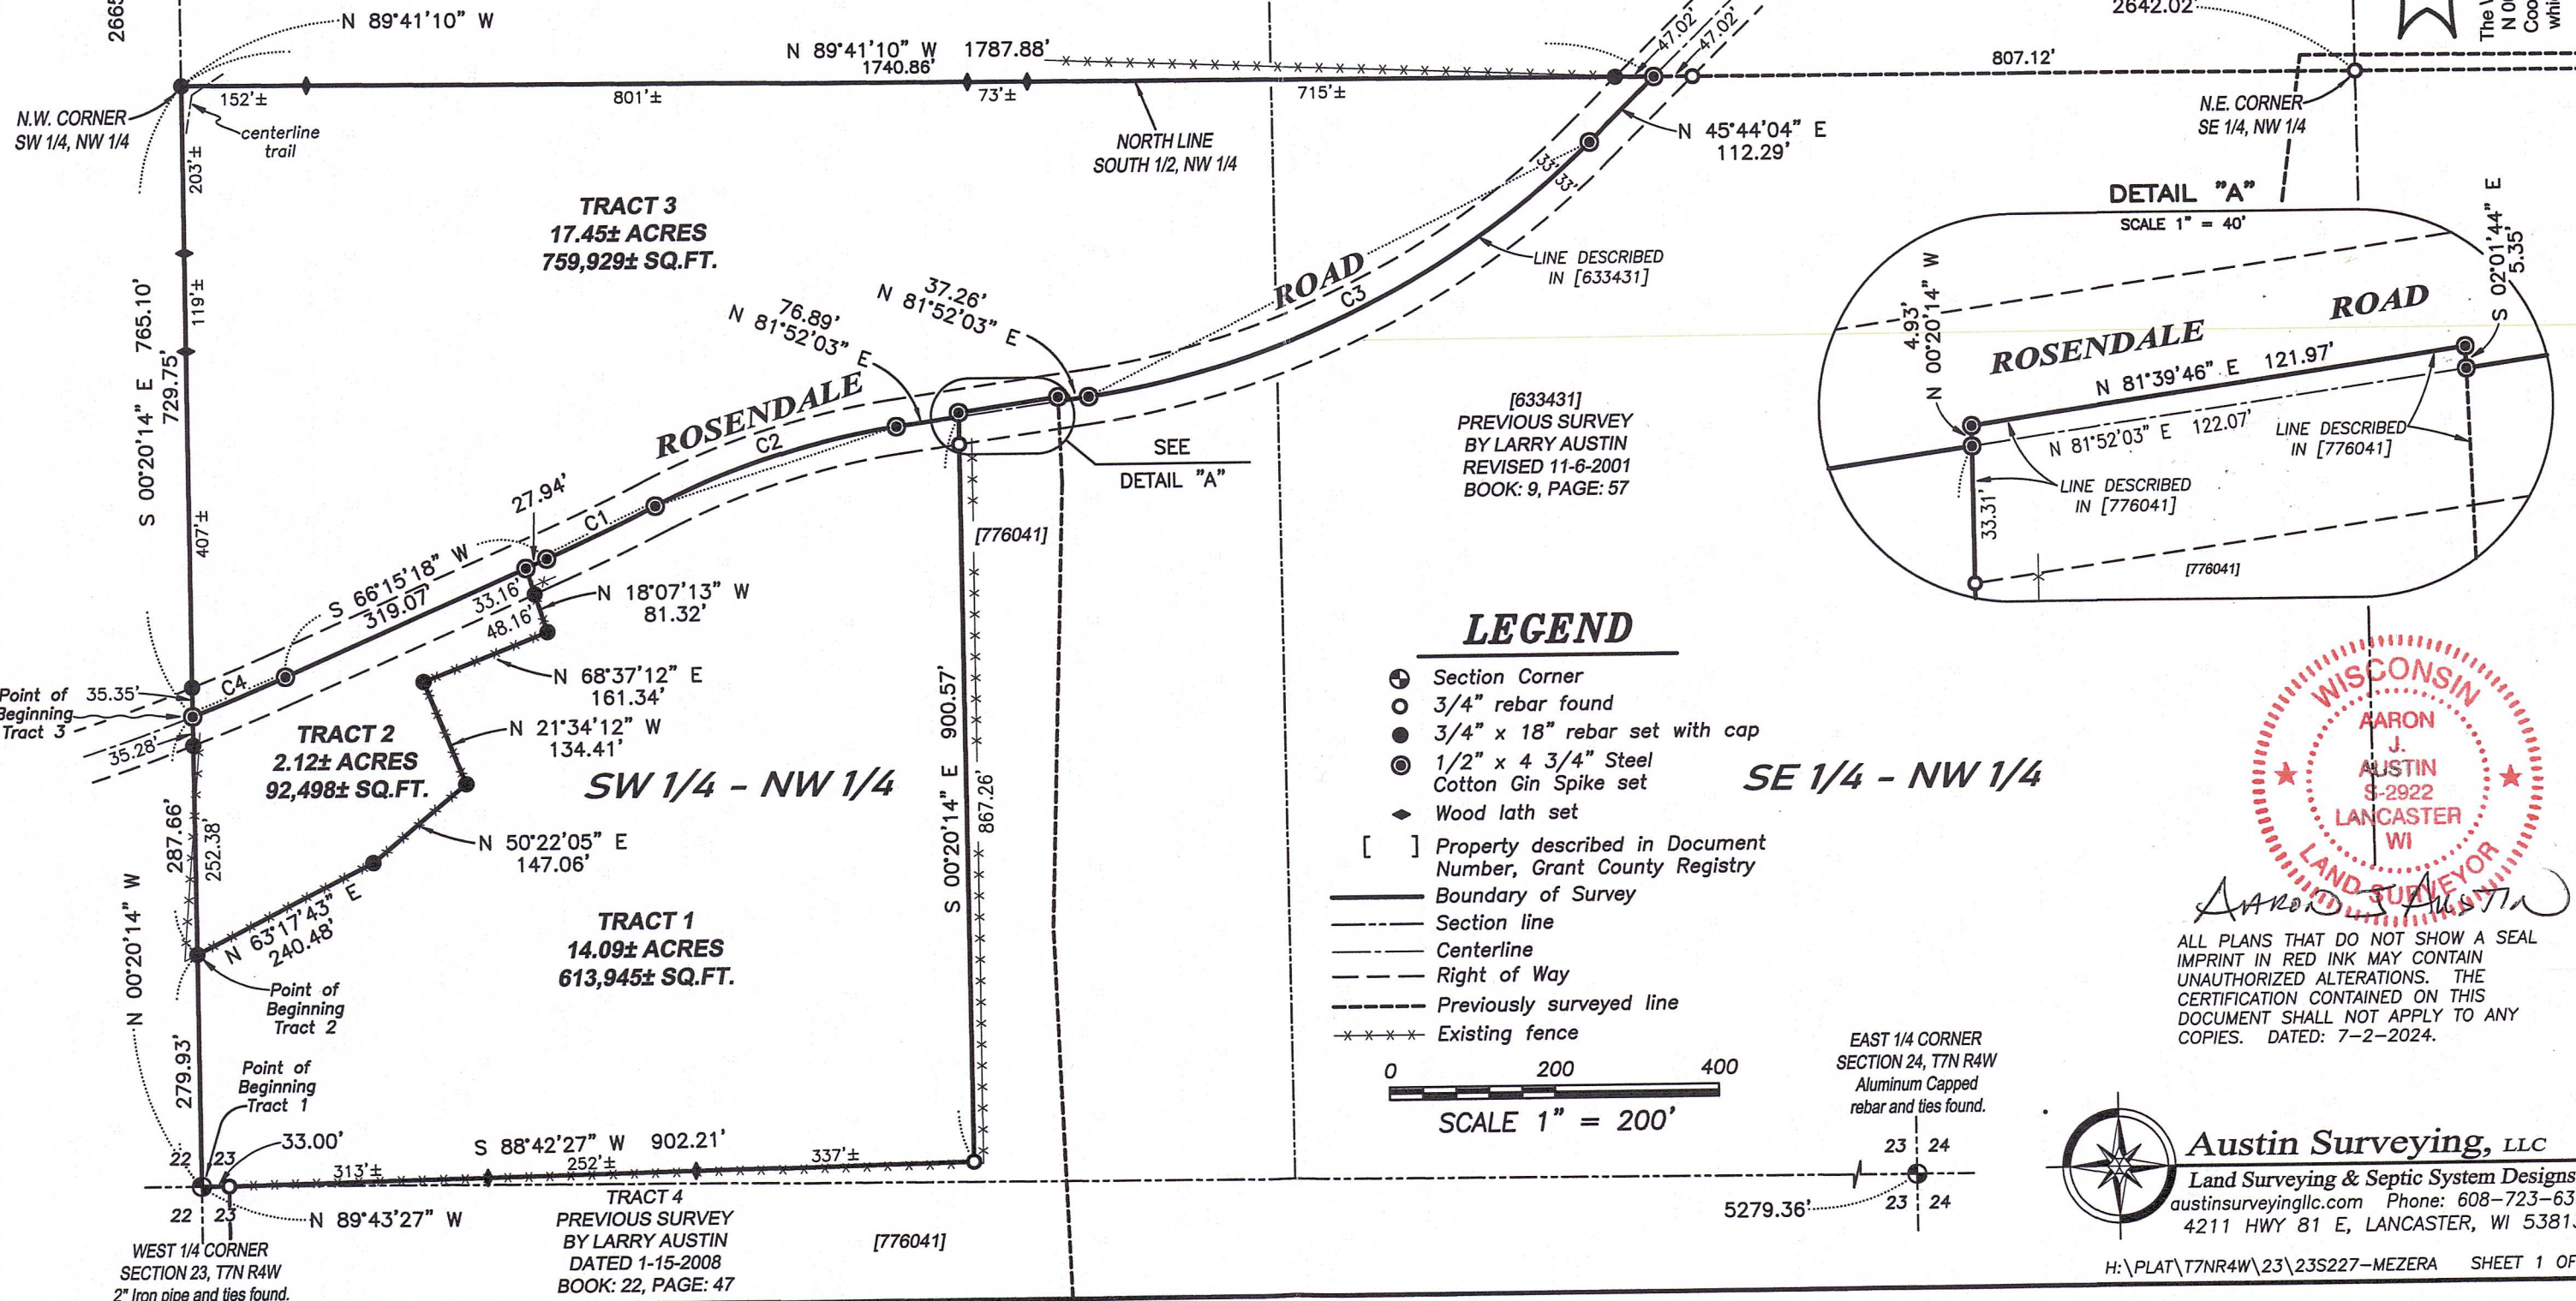 2665
N 89°41'10" W
N 89°41'10" W 1787.88'
1740.86'
47.02'
47.02'
2642.02'
807.12'
The W
N 00
Coo
whic
152'±
801'±
73'±
715'±
N.W. CORNER
SW 1/4, NW 1/4
centerline
trail
NORTH LINE
SOUTH 1/2, NW 1/4
N 45°44'04" E
112.29'
N.E. CORNER
SE 1/4, NW 1/4
203'±
119'±
407'±
S 00°20'14" E 765.10'
729.75'
TRACT 3
17.45± ACRES
759,929± SQ.FT.
33'
33'
LINE DESCRIBED
IN [633431]
ROAD
C3
37.26'
N 81°52'03" E
76.89'
N 81°52'03" E
ROSENDALE
C2
SEE
DETAIL "A"
DETAIL "A"
SCALE 1" = 40'
S 02°01'44" E
5.35'
N 00°20'14" W
4.93'
ROSENDALE
ROAD
N 81°39'46" E 121.97'
N 81°52'03" E 122.07'
LINE DESCRIBED
IN [776041]
LINE DESCRIBED
IN [776041]
33.31'
[776041]
[633431]
PREVIOUS SURVEY
BY LARRY AUSTIN
REVISED 11-6-2001
BOOK: 9, PAGE: 57
27.94'
C1
[776041]
S 66°15'18" W
319.07'
33.16'
48.16'
N 18°07'13" W
81.32'
N 68°37'12" E
161.34'
N 21°34'12" W
134.41'
N 50°22'05" E
147.06'
N 63°17'43" E
240.48'
C4
Point of
Beginning
Tract 3
35.35'
35.28'
TRACT 2
2.12± ACRES
92,498± SQ.FT.
SW 1/4 - NW 1/4
SE 1/4 - NW 1/4
287.66'
252.38'
N 00°20'14" W
279.93'
Point of
Beginning
Tract 2
TRACT 1
14.09± ACRES
613,945± SQ.FT.
S 00°20'14" E 900.57'
867.26'
LEGEND
Section Corner
3/4" rebar found
3/4" x 18" rebar set with cap
1/2" x 4 3/4" Steel
Cotton Gin Spike set
Wood lath set
[ ] Property described in Document
Number, Grant County Registry
Boundary of Survey
Section line
Centerline
Right of Way
Previously surveyed line
Existing fence
0 200 400
SCALE 1" = 200'
WISCONSIN
AARON
J.
AUSTIN
S-2922
LANCASTER
WI
LAND SURVEYOR
AARON J AUSTIN
ALL PLANS THAT DO NOT SHOW A SEAL
IMPRINT IN RED INK MAY CONTAIN
UNAUTHORIZED ALTERATIONS. THE
CERTIFICATION CONTAINED ON THIS
DOCUMENT SHALL NOT APPLY TO ANY
COPIES. DATED: 7-2-2024.
EAST 1/4 CORNER
SECTION 24, T7N R4W
Aluminum Capped
rebar and ties found.
23 24
23 24
5279.36'
Point of
Beginning
Tract 1
33.00'
22 23
22 23
S 88°42'27" W 902.21'
313'±
252'±
337'±
N 89°43'27" W
WEST 1/4 CORNER
SECTION 23, T7N R4W
2" Iron pipe and ties found.
TRACT 4
PREVIOUS SURVEY
BY LARRY AUSTIN
DATED 1-15-2008
BOOK: 22, PAGE: 47
[776041]
Austin Surveying, LLC
Land Surveying & Septic System Designs
austinsurveyingllc.com Phone: 608-723-63
4211 HWY 81 E, LANCASTER, WI 5381
H:\PLAT\T7NR4W\23\23S227-MEZERA SHEET 1 OF